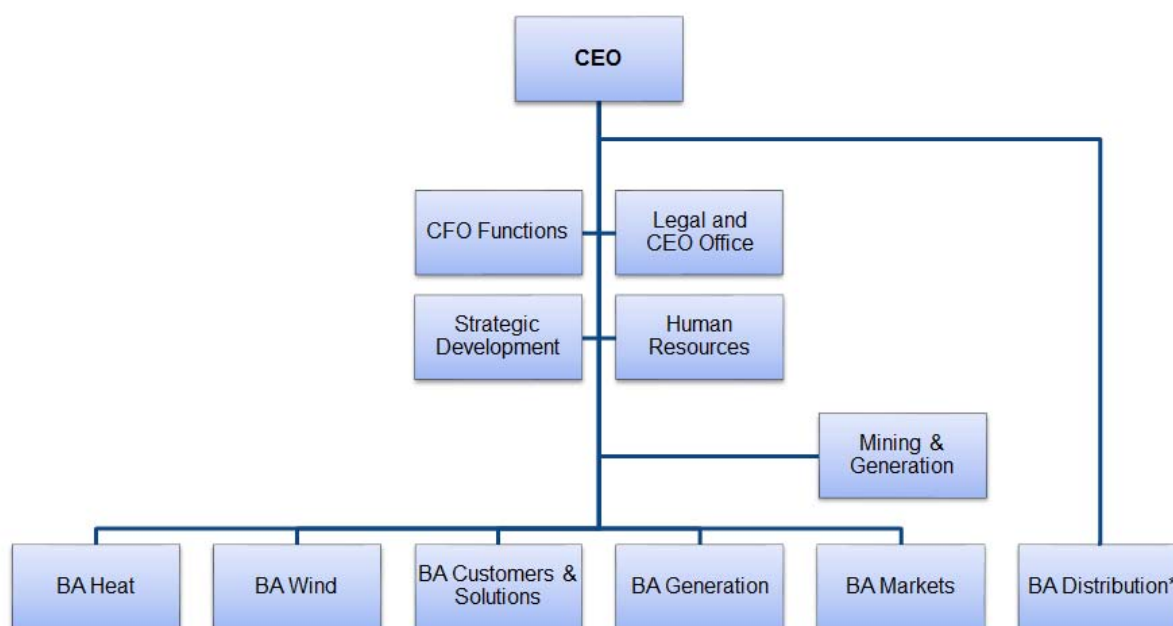 CEO
CFO Functions
Legal and
CEO Office
Strategic
Development
Human
Resources
Mining &
Generation
BA Heat
BA Wind
BA Customers &
Solutions
BA Generation
BA Markets
BA Distribution*